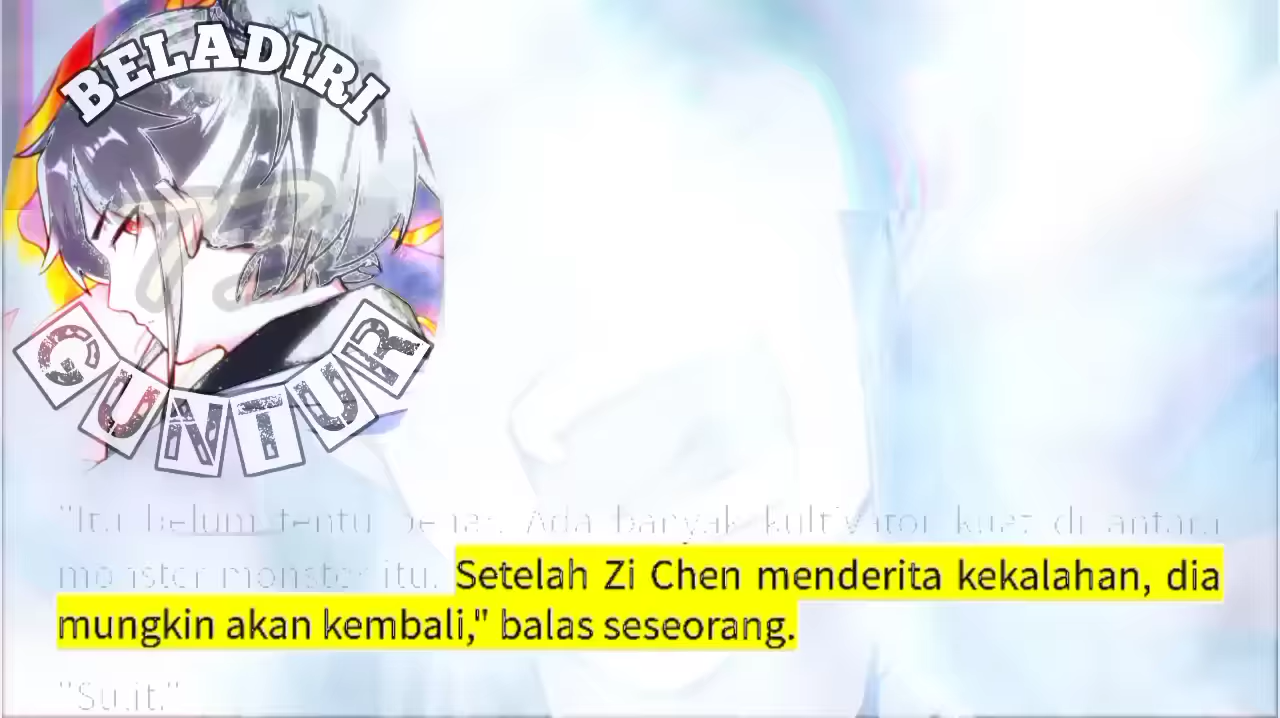 BELADIRI
GUNTUR
"Itu belum tentu benar. Ada banyak kultivator kuat di antara
monster monster itu. Setelah Zi Chen menderita kekalahan, dia
mungkin akan kembali," balas seseorang.
"Sulit."